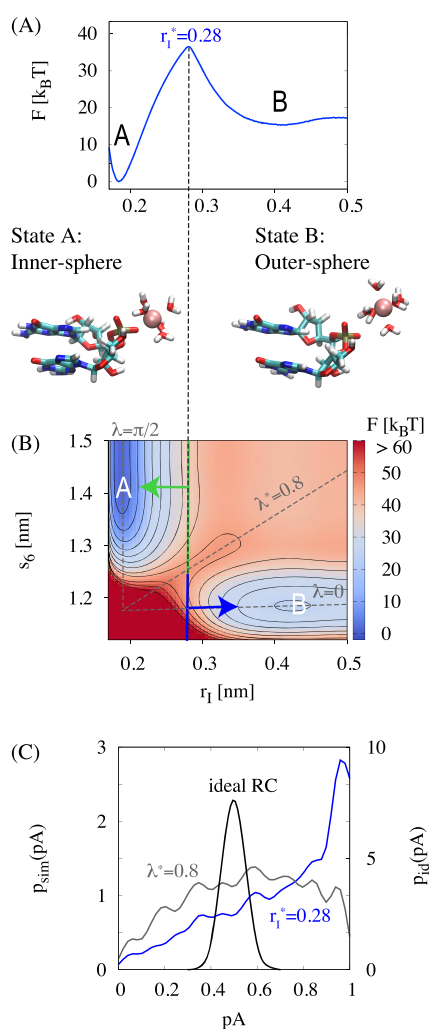 (A)
r_I^*=0.28
F [k_BT]
40
30
20
10
0
A
B
0.2
0.3
0.4
0.5
State A:
Inner-sphere
State B:
Outer-sphere
(B)
λ=π/2
F [k_BT]
> 60
50
40
30
20
10
0
s_6 [nm]
1.5
1.4
1.3
1.2
A
λ^*=0.8
λ=0
B
0.2
0.3
0.4
0.5
r_I [nm]
(C)
p_sim(pA)
3
2
1
0
ideal RC
λ^*=0.8
r_I^*=0.28
10
5
0
p_id(pA)
0
0.2
0.4
0.6
0.8
1
pA